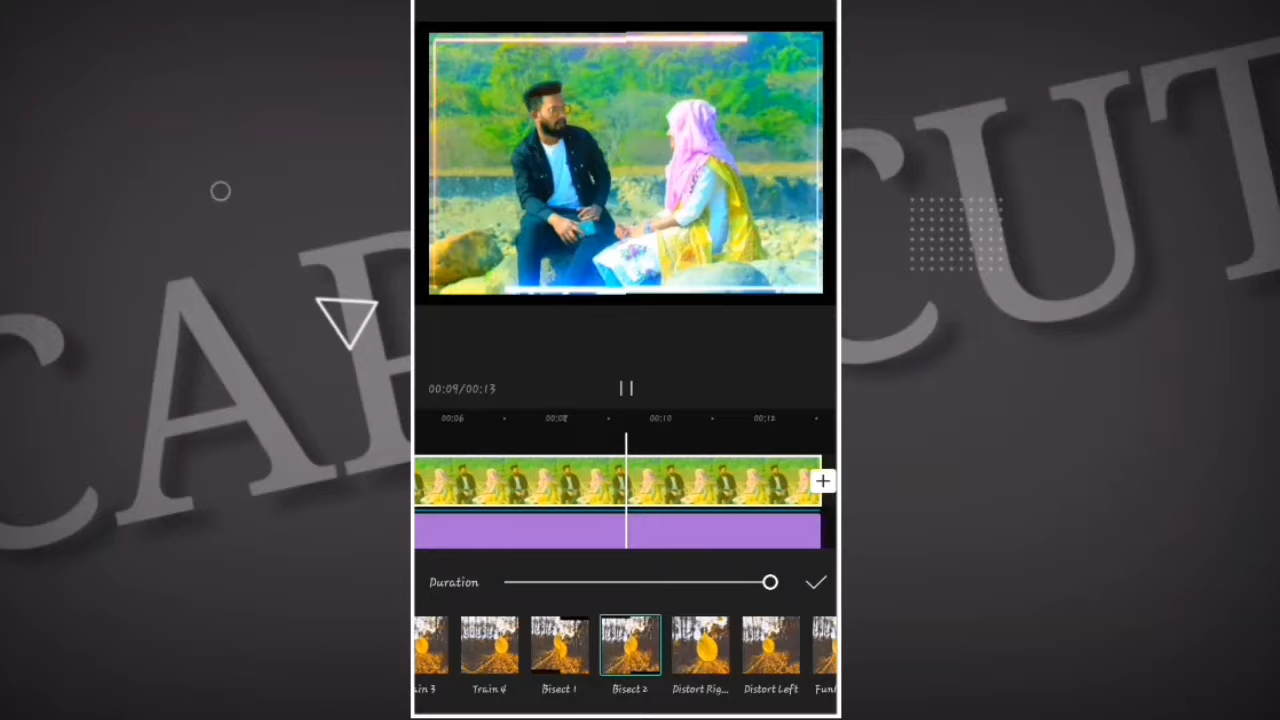 CAP CUT
00:09/00:13
00:06 00:08 00:10 00:12
Duration
Train 4 Bisect 1 Bisect 2 Distort Rig... Distort Left